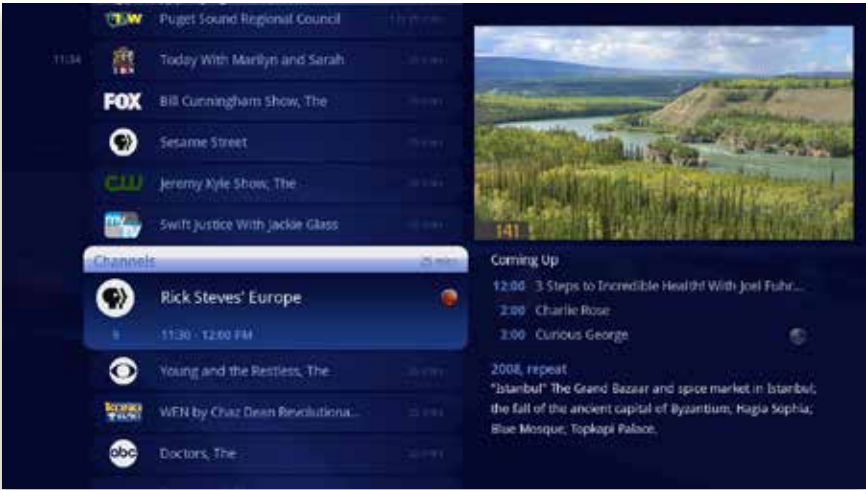 Puget Sound Regional Council
11:34
Today With Marilyn and Sarah
FOX
Bill Cunningham Show, The
Sesame Street
CW
Jeremy Kyle Show, The
my tv
Swift Justice With Jackie Glass
Channels
Rick Steves' Europe
9
11:30 - 12:00 PM
Young and the Restless, The
WEN by Chaz Dean Revolutiona...
abc
Doctors, The
141
Coming Up
12:00 3 Steps to Incredible Health! With Joel Fuhr...
2:00 Charlie Rose
3:00 Curious George
2008, repeat
"Istanbul" The Grand Bazaar and spice market in Istanbul;
the fall of the ancient capital of Byzantium, Hagia Sophia;
Blue Mosque; Topkapi Palace.